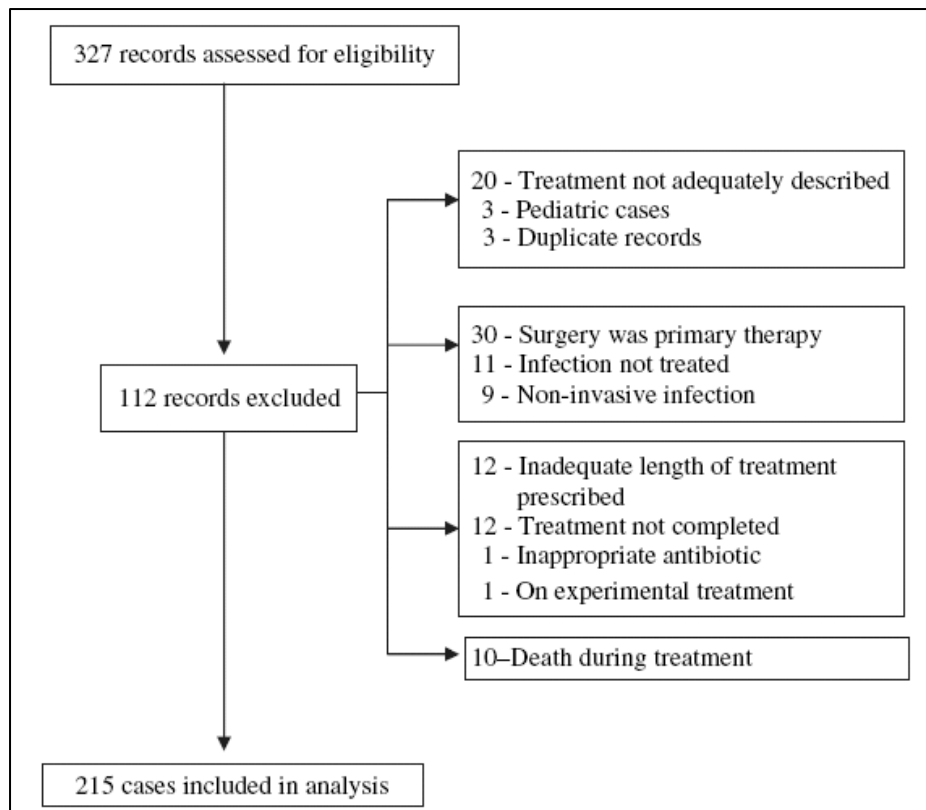 327 records assessed for eligibility
20 - Treatment not adequately described
3 - Pediatric cases
3 - Duplicate records
30 - Surgery was primary therapy
11 - Infection not treated
9 - Non-invasive infection
112 records excluded
12 - Inadequate length of treatment
prescribed
12 - Treatment not completed
1 - Inappropriate antibiotic
1 - On experimental treatment
10–Death during treatment
215 cases included in analysis